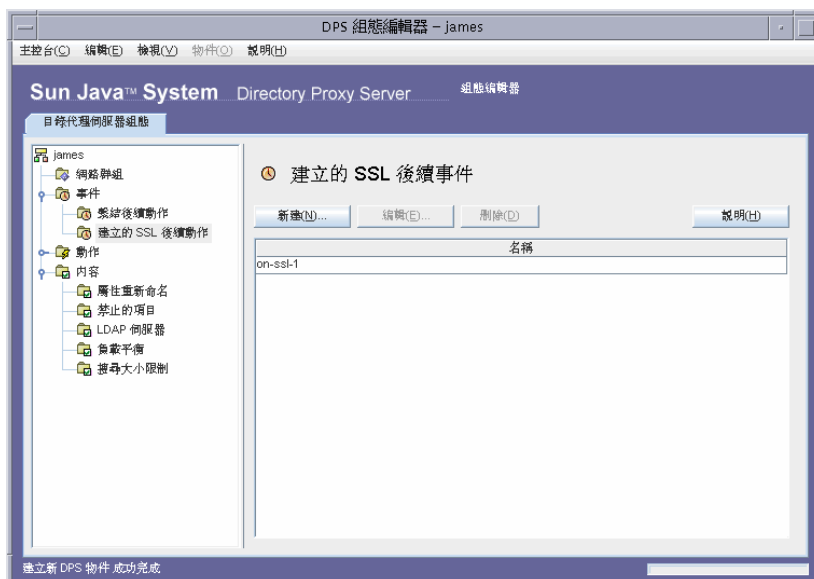 DPS 組態編輯器 – james
主控台(C) 編輯(E) 檢視(V) 物件(O) 說明(H)
Sun Java™ System Directory Proxy Server 組態編輯器
目錄代理伺服器組態
james
網路群組
事件
繫結後續動作
建立的 SSL 後續動作
動作
內容
屬性重新命名
禁止的項目
LDAP 伺服器
負載平衡
搜尋大小限制
建立的 SSL 後續事件
新建(N)... 編輯(E)... 刪除(D) 說明(H)
名稱
on-ssl-1
建立新 DPS 物件 成功完成